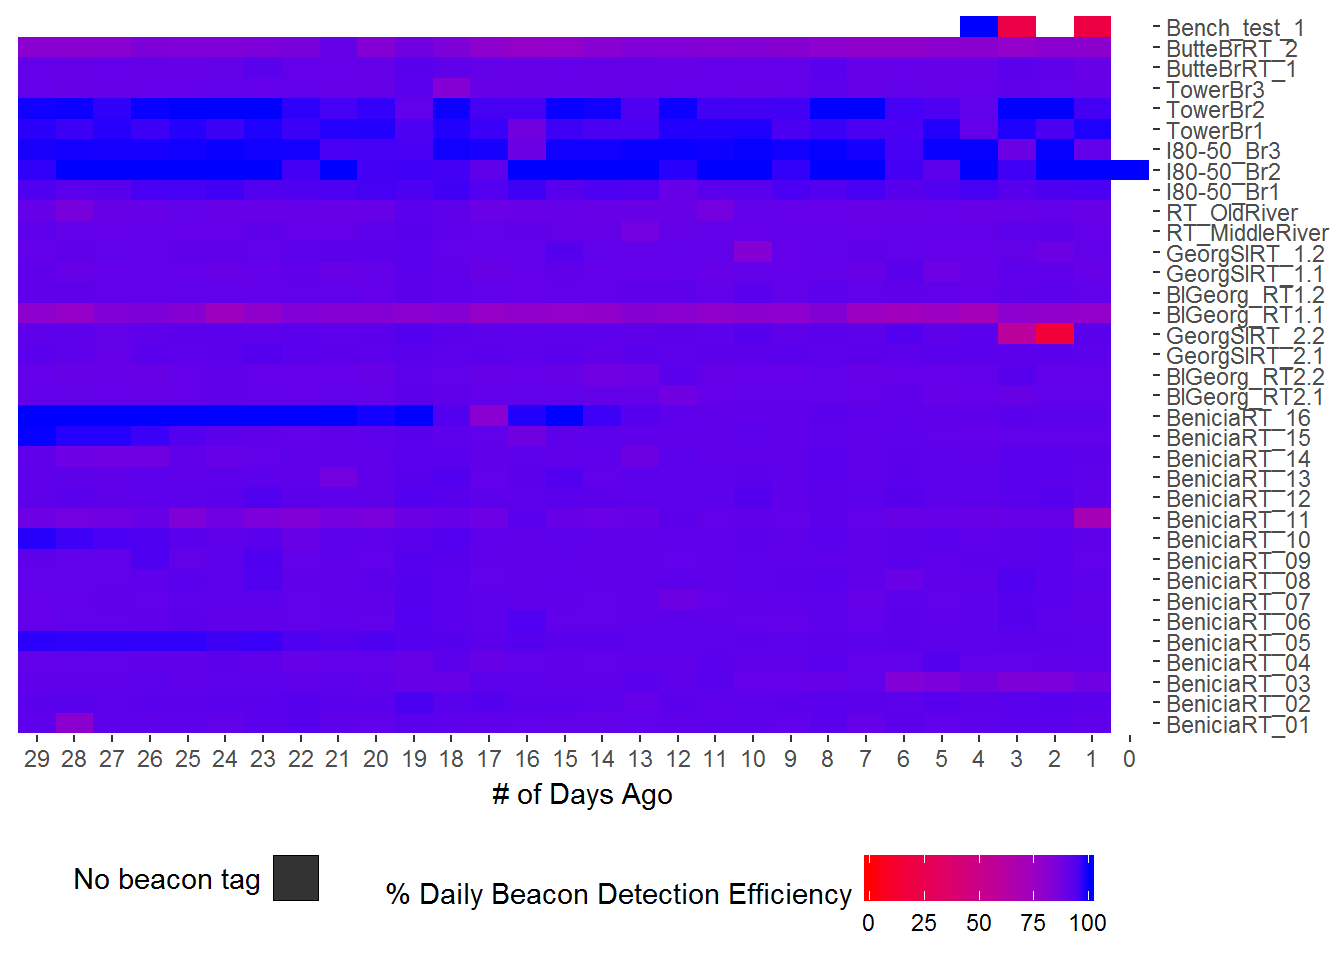 Bench_test_1
ButteBrRT_2
ButteBrRT_1
TowerBr3
TowerBr2
TowerBr1
I80-50_Br3
I80-50_Br2
I80-50_Br1
RT_OldRiver
RT_MiddleRiver
GeorgSlRT_1.2
GeorgSlRT_1.1
BlGeorg_RT1.2
BlGeorg_RT1.1
GeorgSlRT_2.2
GeorgSlRT_2.1
BlGeorg_RT2.2
BlGeorg_RT2.1
BeniciaRT_16
BeniciaRT_15
BeniciaRT_14
BeniciaRT_13
BeniciaRT_12
BeniciaRT_11
BeniciaRT_10
BeniciaRT_09
BeniciaRT_08
BeniciaRT_07
BeniciaRT_06
BeniciaRT_05
BeniciaRT_04
BeniciaRT_03
BeniciaRT_02
BeniciaRT_01
29 28 27 26 25 24 23 22 21 20 19 18 17 16 15 14 13 12 11 10 9 8 7 6 5 4 3 2 1 0
# of Days Ago
No beacon tag
% Daily Beacon Detection Efficiency
0 25 50 75 100